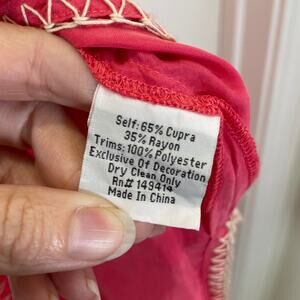 Self: 65% Cupra
35% Rayon
Trims: 100% Polyester
Exclusive Of Decoration
Dry Clean Only
Rn# 149414
Made In China